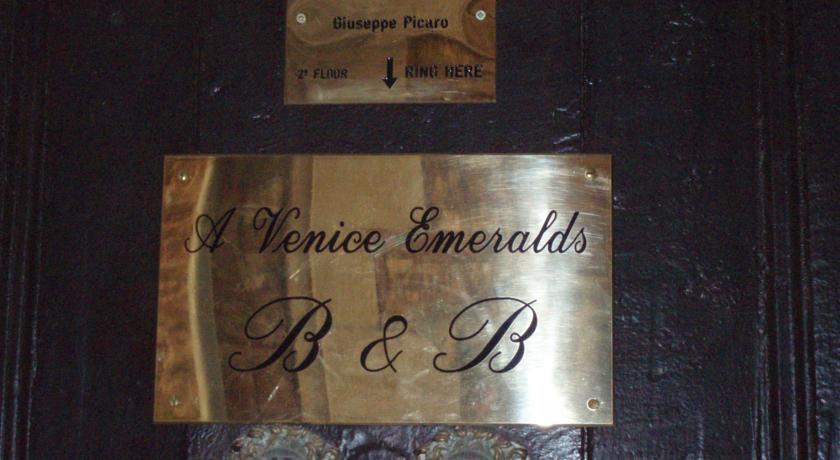 Giuseppe Picaro
2° FLOOR ↓ RING HERE
A Venice Emeralds
B & B